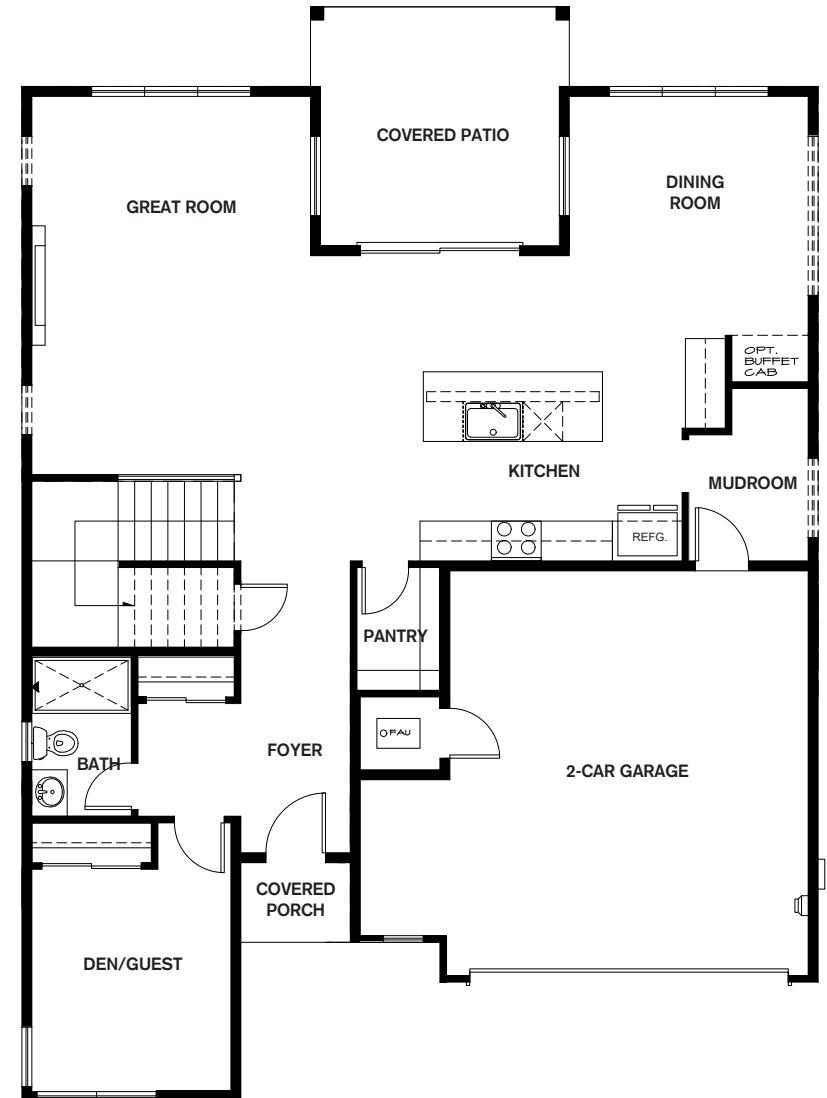 COVERED PATIO
DINING
ROOM
GREAT ROOM
OPT.
BUFFET
CAB
KITCHEN
MUDROOM
REFG.
PANTRY
FAU
BATH
FOYER
2-CAR GARAGE
COVERED
PORCH
DEN/GUEST